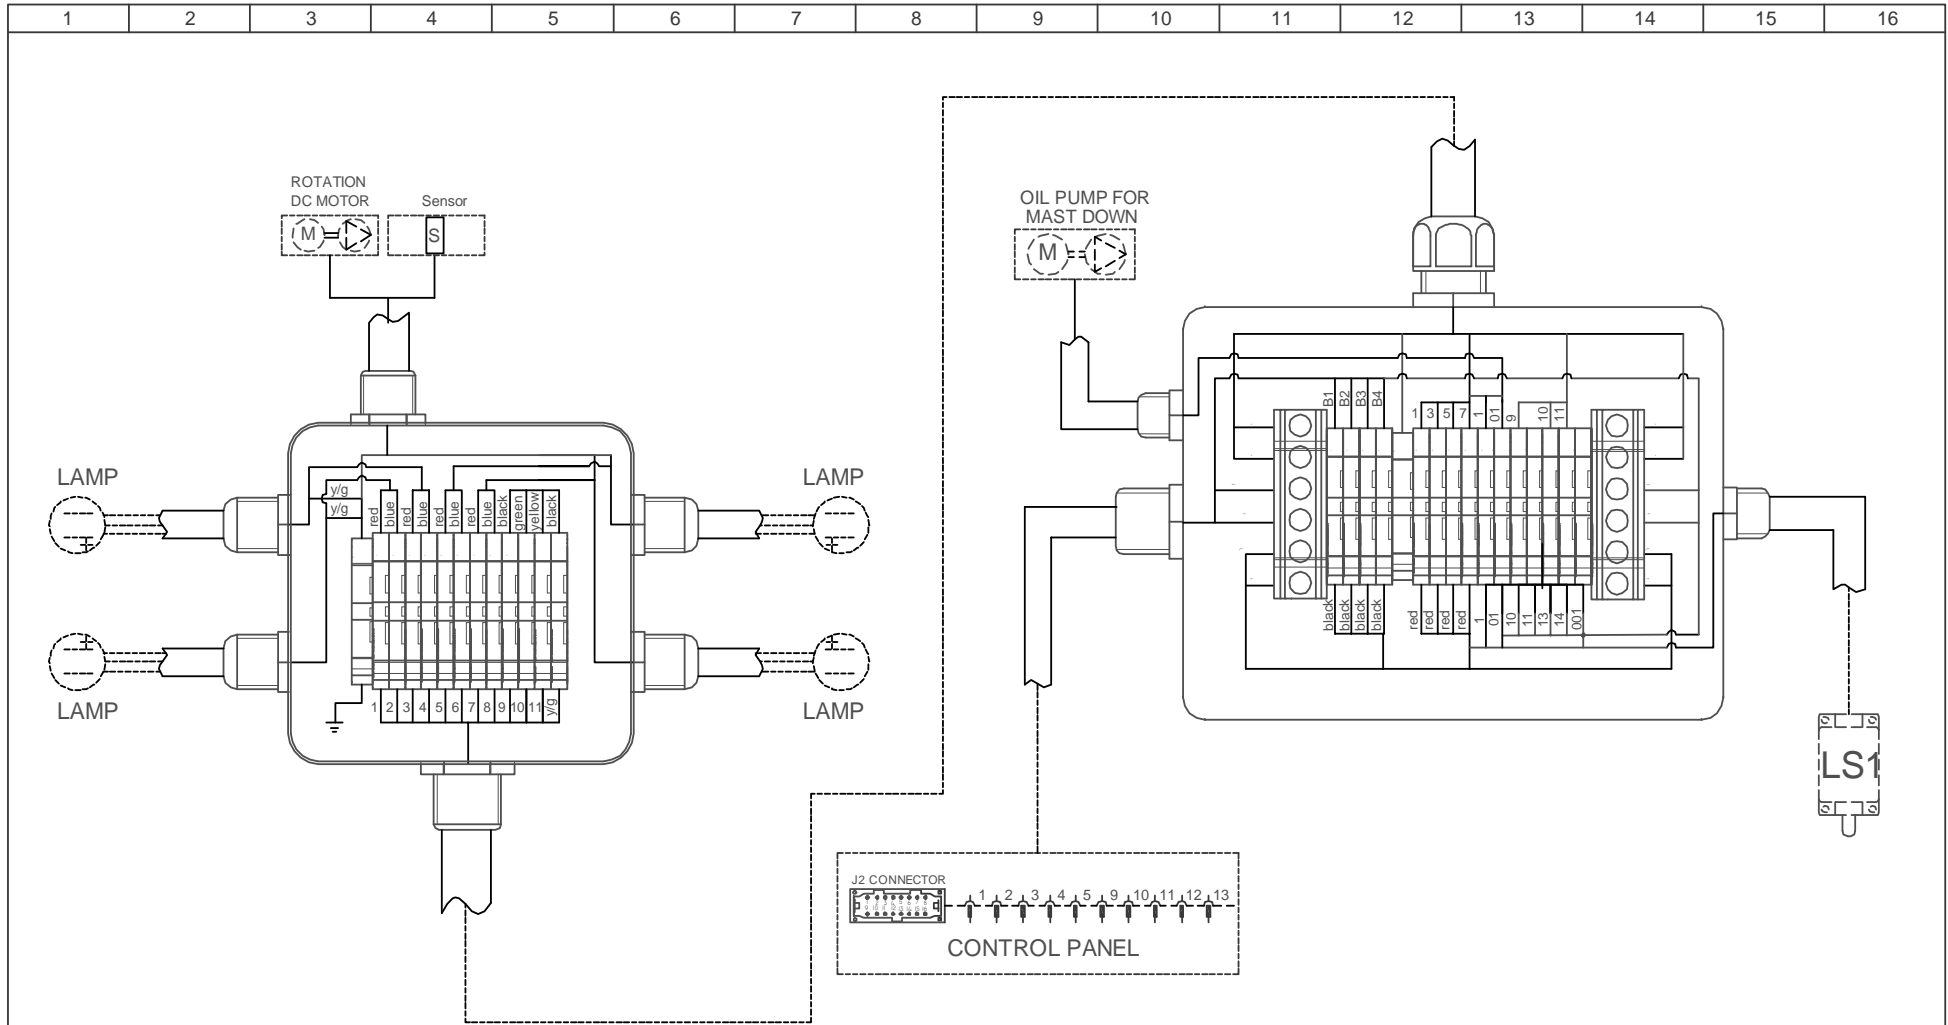 1 2 3 4 5 6 7 8 9 10 11 12 13 14 15 16
ROTATION
DC MOTOR
Sensor
M
S
OIL PUMP FOR
MAST DOWN
M
LAMP
LAMP
LAMP
LAMP
y/g
y/g
red
blue
red
blue
red
blue
red
blue
black
green
yellow
black
1 2 3 4 5 6 7 8 9 10 11 y/g
B1 B2 B3 B4
1 3 5 7 1 01 9 10 11
black black black black
red red red red
1 01 10 11 13 14 001
LS1
J2 CONNECTOR
1 2 3 4 5 9 10 11 12 13
CONTROL PANEL